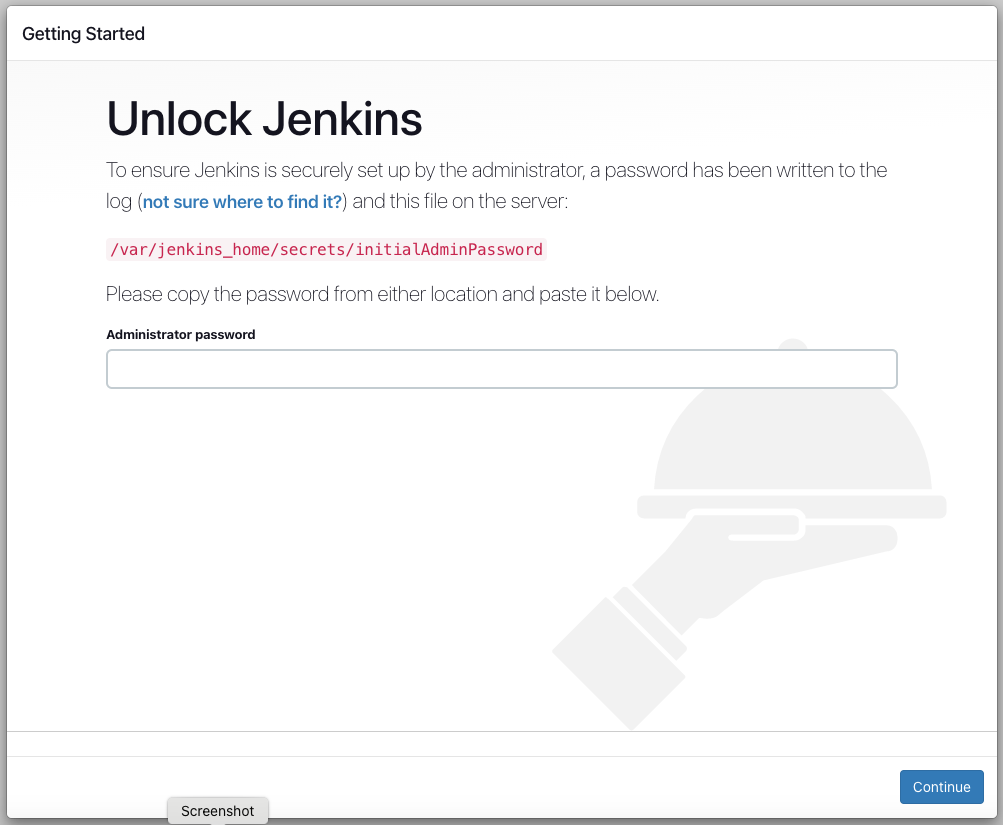 Getting Started
Unlock Jenkins
To ensure Jenkins is securely set up by the administrator, a password has been written to the
log (not sure where to find it?) and this file on the server:
/var/jenkins_home/secrets/initialAdminPassword
Please copy the password from either location and paste it below.
Administrator password
Continue
Screenshot